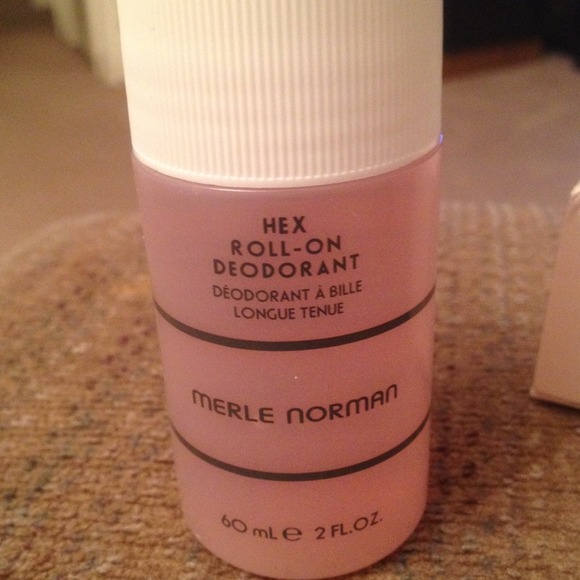 HEX
ROLL-ON
DEODORANT
DÉODORANT À BILLE
LONGUE TENUE
MERLE NORMAN
60 mL e 2 FL.OZ.